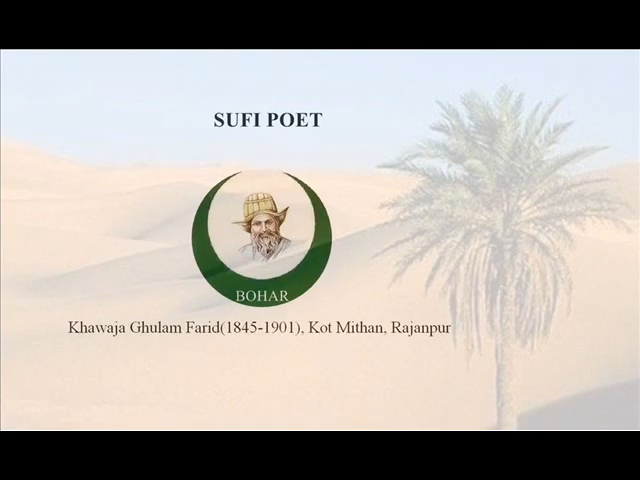 SUFI POET
BOHAR
Khawaja Ghulam Farid(1845-1901), Kot Mithan, Rajanpur